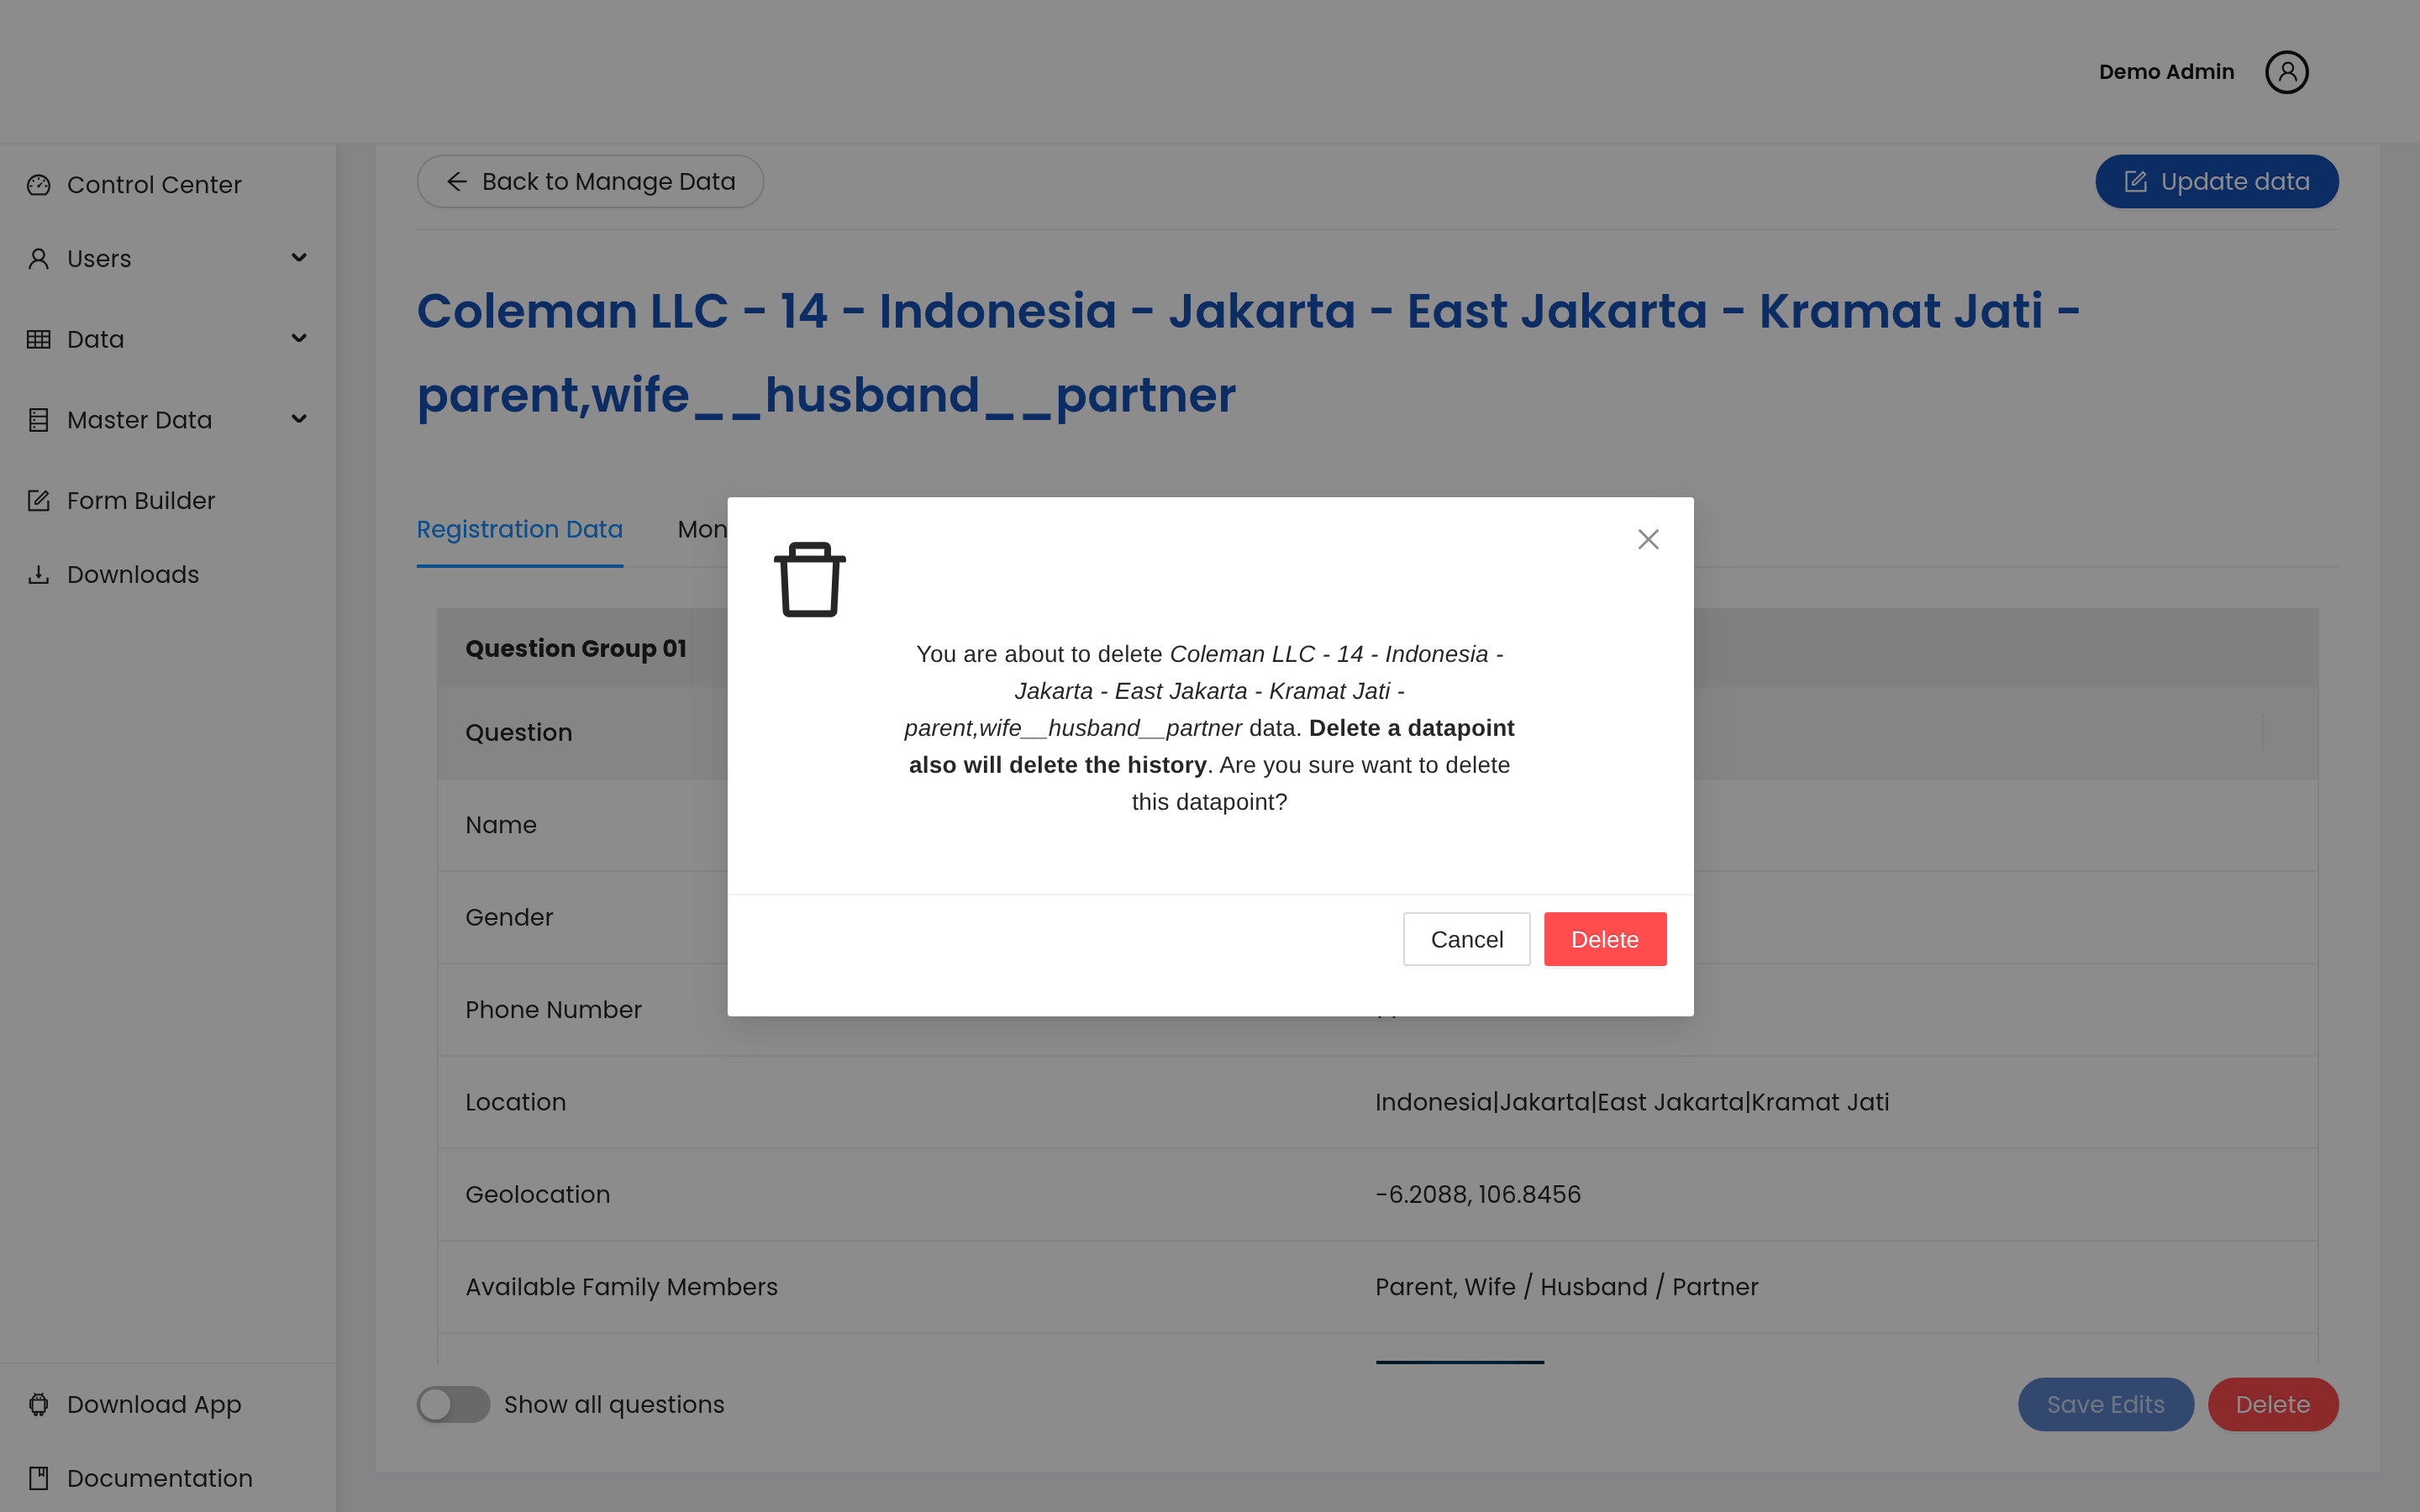 Demo Admin
Control Center
Users
Data
Master Data
Form Builder
Downloads
Download App
Documentation
Back to Manage Data
Update data
Coleman LLC - 14 - Indonesia - Jakarta - East Jakarta - Kramat Jati -
parent,wife__husband__partner
Registration Data
Mon
Question Group 01
Question
Name
Gender
Phone Number
Location
Indonesia|Jakarta|East Jakarta|Kramat Jati
Geolocation
-6.2088, 106.8456
Available Family Members
Parent, Wife / Husband / Partner
Show all questions
Save Edits
Delete
You are about to delete Coleman LLC - 14 - Indonesia -
Jakarta - East Jakarta - Kramat Jati -
parent,wife__husband__partner data. Delete a datapoint
also will delete the history. Are you sure want to delete
this datapoint?
Cancel
Delete